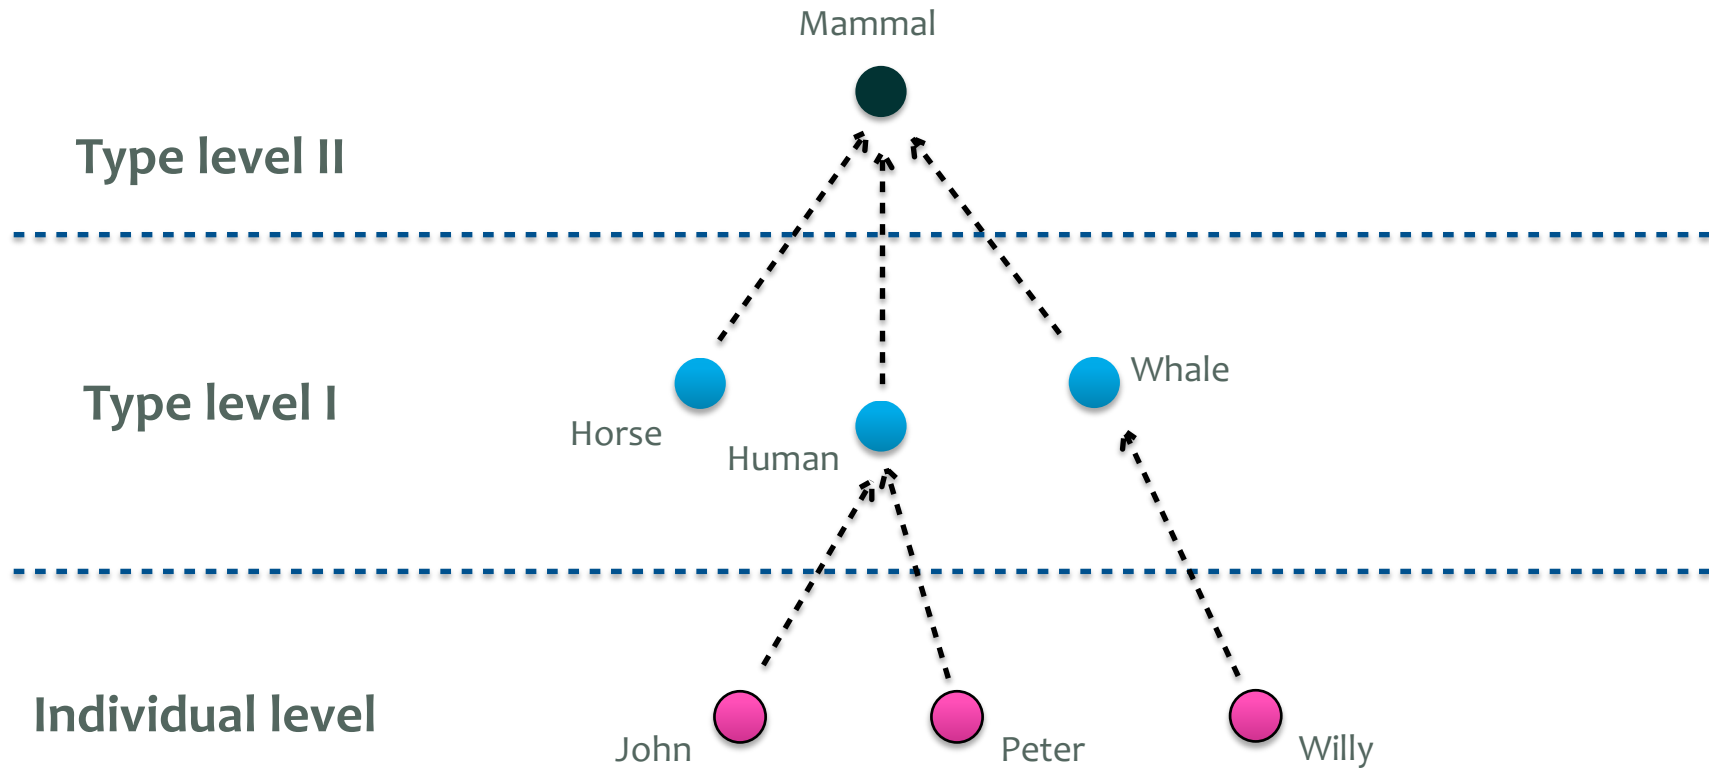 Mammal
Type level II
Whale
Type level I
Horse
Human
Individual level
John
Peter
Willy